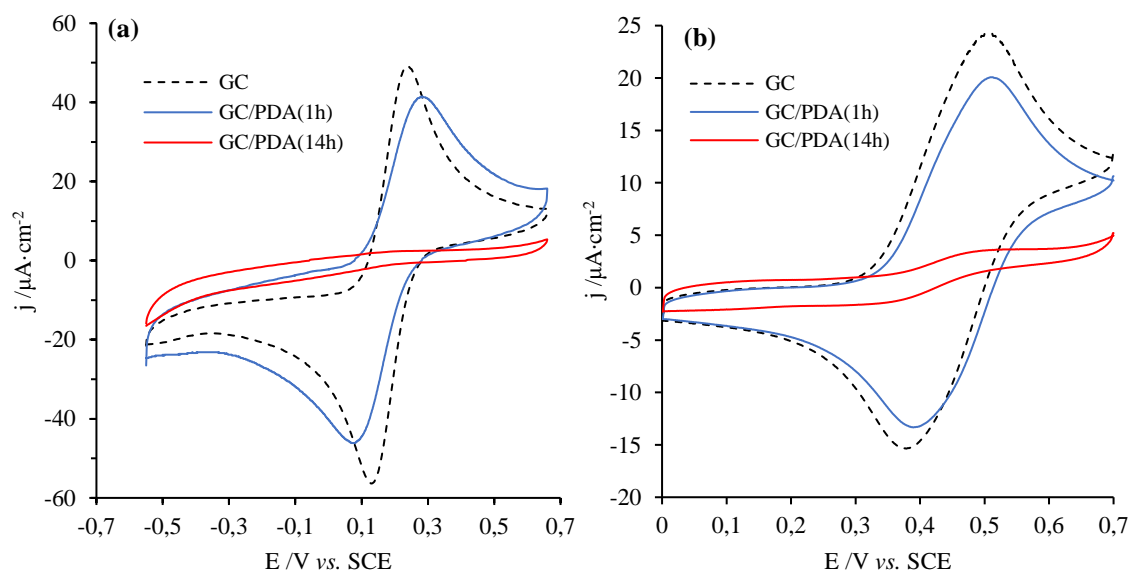 (a)
GC
GC/PDA(1h)
GC/PDA(14h)
60
40
20
0
-20
-40
-60
j /µA·cm-2
-0,7
-0,5
-0,3
-0,1
0,1
0,3
0,5
0,7
E /V vs. SCE
(b)
GC
GC/PDA(1h)
GC/PDA(14h)
25
20
15
10
5
0
-5
-10
-15
-20
j /µA·cm-2
0
0,1
0,2
0,3
0,4
0,5
0,6
0,7
E /V vs. SCE